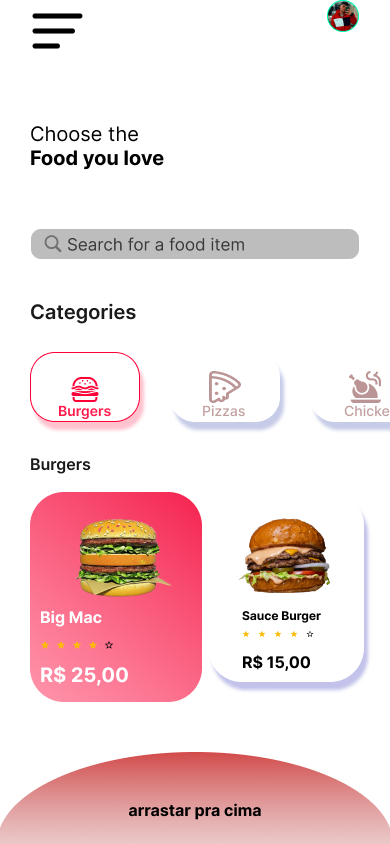 Choose the
Food you love
Search for a food item
Categories
Burgers
Pizzas
Chicke
Burgers
Big Mac
R$ 25,00
Sauce Burger
R$ 15,00
arrastar pra cima